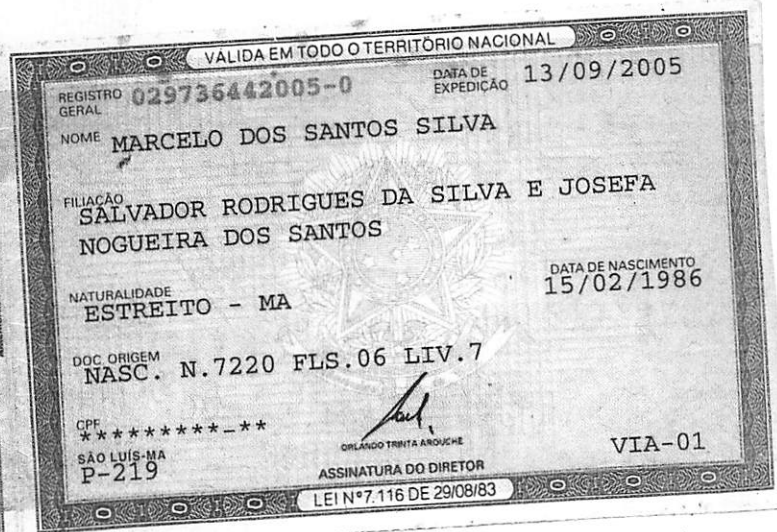 VÁLIDA EM TODO O TERRITÓRIO NACIONAL
REGISTRO GERAL 029736442005-0 DATA DE EXPEDIÇÃO 13/09/2005
NOME MARCELO DOS SANTOS SILVA
FILIAÇÃO
SALVADOR RODRIGUES DA SILVA E JOSEFA
NOGUEIRA DOS SANTOS
NATURALIDADE DATA DE NASCIMENTO
ESTREITO - MA 15/02/1986
DOC. ORIGEM
NASC. N.7220 FLS.06 LIV.7
CPF
*********-**
SÃO LUÍS-MA ORLANDO TRINTA AROUCHE
P-219 VIA-01
ASSINATURA DO DIRETOR
LEI Nº 7.116 DE 29/08/83